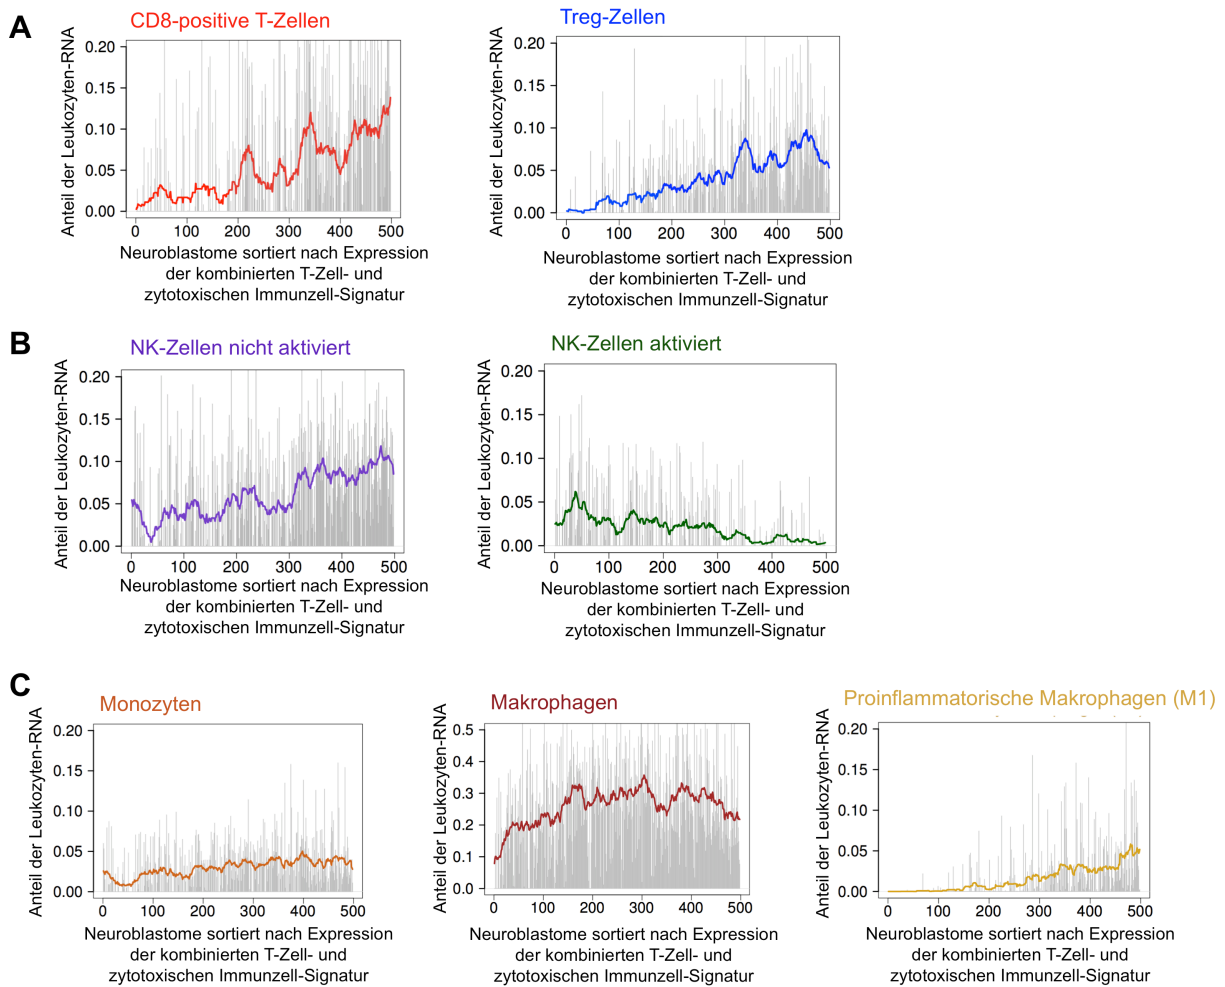 A
CD8-positive T-Zellen
Anteil der Leukozyten-RNA
0.20
0.15
0.10
0.05
0.00
0 100 200 300 400 500
Neuroblastome sortiert nach Expression
der kombinierten T-Zell- und
zytotoxischen Immunzell-Signatur
Treg-Zellen
Anteil der Leukozyten-RNA
0.20
0.15
0.10
0.05
0.00
0 100 200 300 400 500
Neuroblastome sortiert nach Expression
der kombinierten T-Zell- und
zytotoxischen Immunzell-Signatur
B
NK-Zellen nicht aktiviert
Anteil der Leukozyten-RNA
0.20
0.15
0.10
0.05
0.00
0 100 200 300 400 500
Neuroblastome sortiert nach Expression
der kombinierten T-Zell- und
zytotoxischen Immunzell-Signatur
NK-Zellen aktiviert
Anteil der Leukozyten-RNA
0.20
0.15
0.10
0.05
0.00
0 100 200 300 400 500
Neuroblastome sortiert nach Expression
der kombinierten T-Zell- und
zytotoxischen Immunzell-Signatur
C
Monozyten
Anteil der Leukozyten-RNA
0.20
0.15
0.10
0.05
0.00
0 100 200 300 400 500
Neuroblastome sortiert nach Expression
der kombinierten T-Zell- und
zytotoxischen Immunzell-Signatur
Makrophagen
Anteil der Leukozyten-RNA
0.5
0.4
0.3
0.2
0.1
0.0
0 100 200 300 400 500
Neuroblastome sortiert nach Expression
der kombinierten T-Zell- und
zytotoxischen Immunzell-Signatur
Proinflammatorische Makrophagen (M1)
Anteil der Leukozyten-RNA
0.20
0.15
0.10
0.05
0.00
0 100 200 300 400 500
Neuroblastome sortiert nach Expression
der kombinierten T-Zell- und
zytotoxischen Immunzell-Signatur